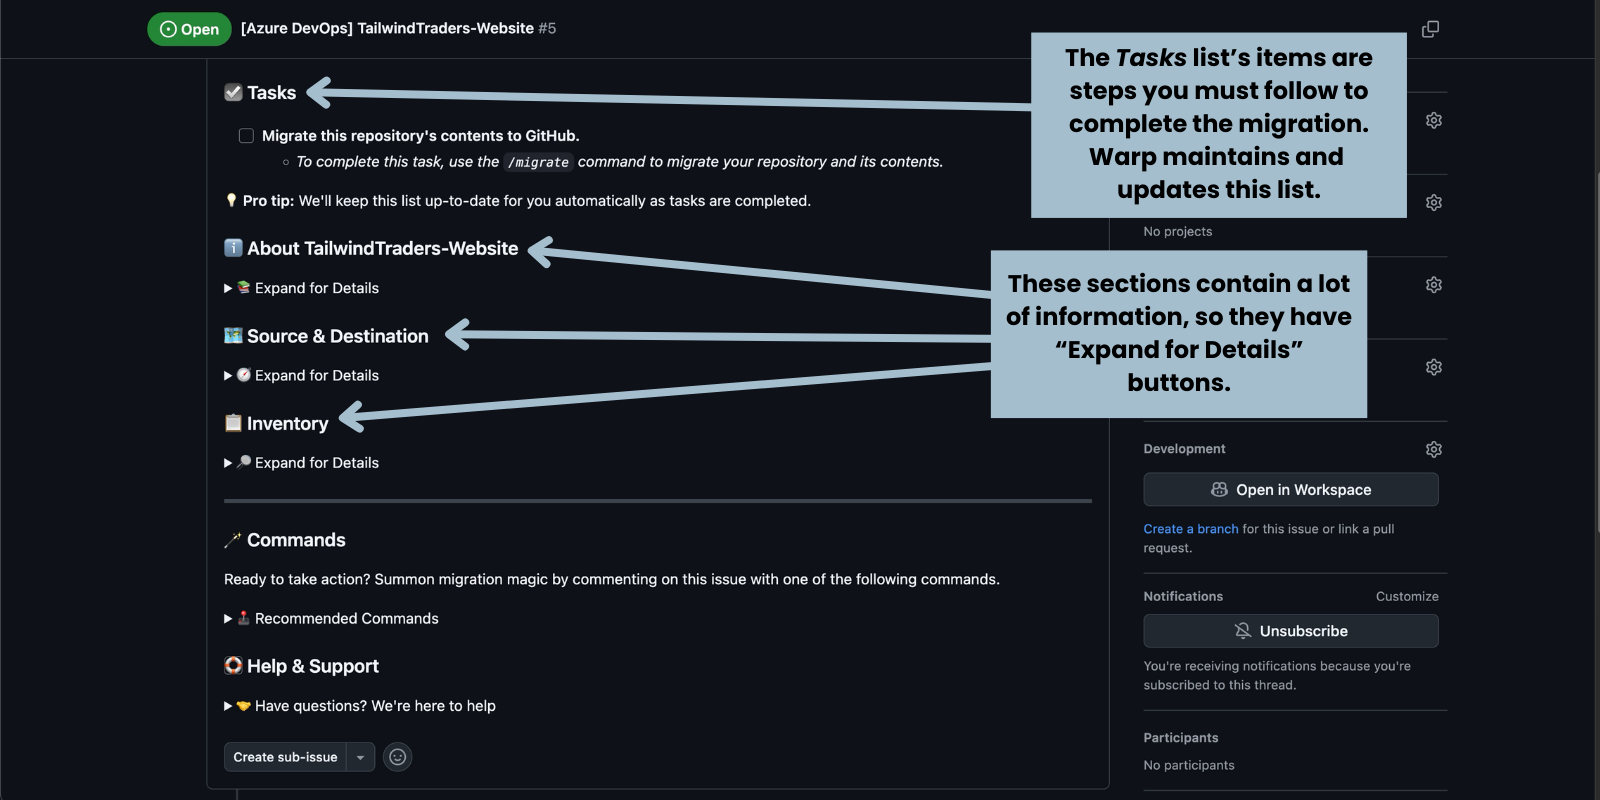 Open [Azure DevOps] TailwindTraders-Website #5
Tasks
Migrate this repository's contents to GitHub.
To complete this task, use the /migrate command to migrate your repository and its contents.
Pro tip: We'll keep this list up-to-date for you automatically as tasks are completed.
About TailwindTraders-Website
Expand for Details
Source & Destination
Expand for Details
Inventory
Expand for Details
Commands
Ready to take action? Summon migration magic by commenting on this issue with one of the following commands.
Recommended Commands
Help & Support
Have questions? We're here to help
Create sub-issue
The Tasks list’s items are
steps you must follow to
complete the migration.
Warp maintains and
updates this list.
These sections contain a lot
of information, so they have
“Expand for Details”
buttons.
No projects
Development
Open in Workspace
Create a branch for this issue or link a pull
request.
Notifications Customize
Unsubscribe
You're receiving notifications because you're
subscribed to this thread.
Participants
No participants